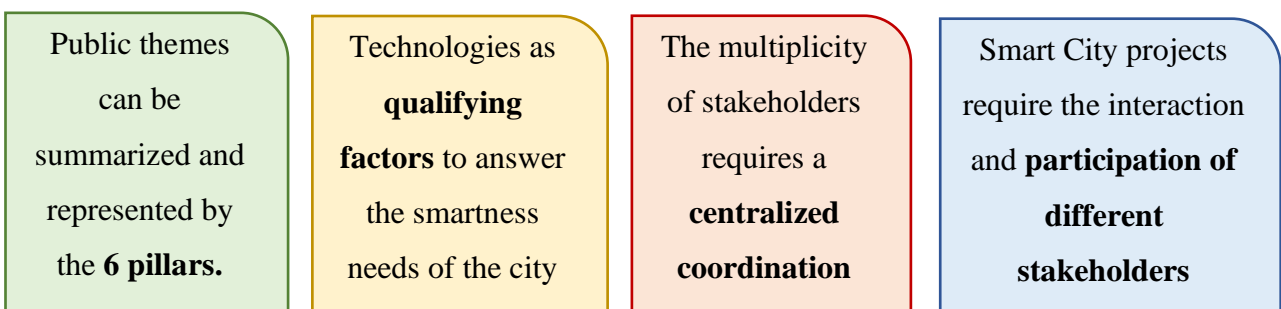 Public themes
can be
summarized and
represented by
the 6 pillars.
Technologies as
qualifying
factors to answer
the smartness
needs of the city
The multiplicity
of stakeholders
requires a
centralized
coordination
Smart City projects
require the interaction
and participation of
different
stakeholders